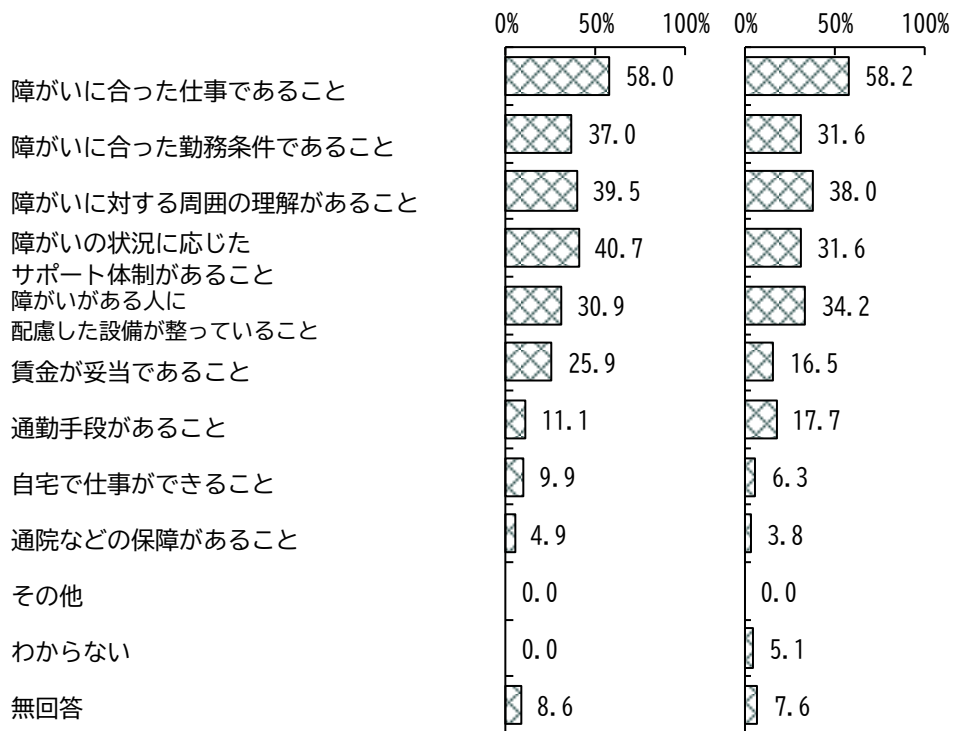 0% 50% 100% 0% 50% 100%
障がいに合った仕事であること 58.0 58.2
障がいに合った勤務条件であること 37.0 31.6
障がいに対する周囲の理解があること 39.5 38.0
障がいの状況に応じた
サポート体制があること 40.7 31.6
障がいがある人に
配慮した設備が整っていること 30.9 34.2
賃金が妥当であること 25.9 16.5
通勤手段があること 11.1 17.7
自宅で仕事ができること 9.9 6.3
通院などの保障があること 4.9 3.8
その他 0.0 0.0
わからない 0.0 5.1
無回答 8.6 7.6